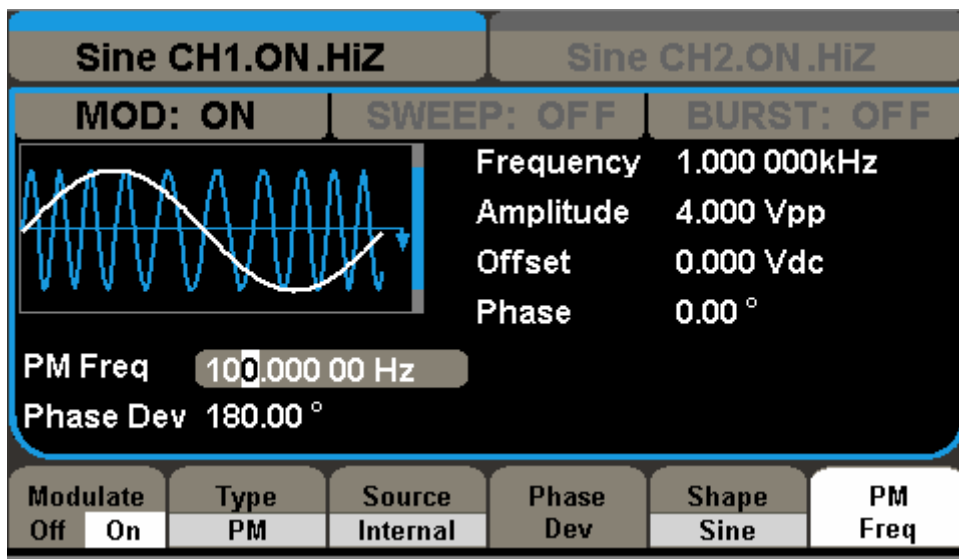 Sine CH1.ON.HiZ
Sine CH2.ON.HiZ
MOD: ON
SWEEP: OFF
BURST: OFF
Frequency 1.000 000kHz
Amplitude 4.000 Vpp
Offset 0.000 Vdc
Phase 0.00 °
PM Freq 100.000 00 Hz
Phase Dev 180.00 °
Modulate
Off On
Type
PM
Source
Internal
Phase
Dev
Shape
Sine
PM
Freq